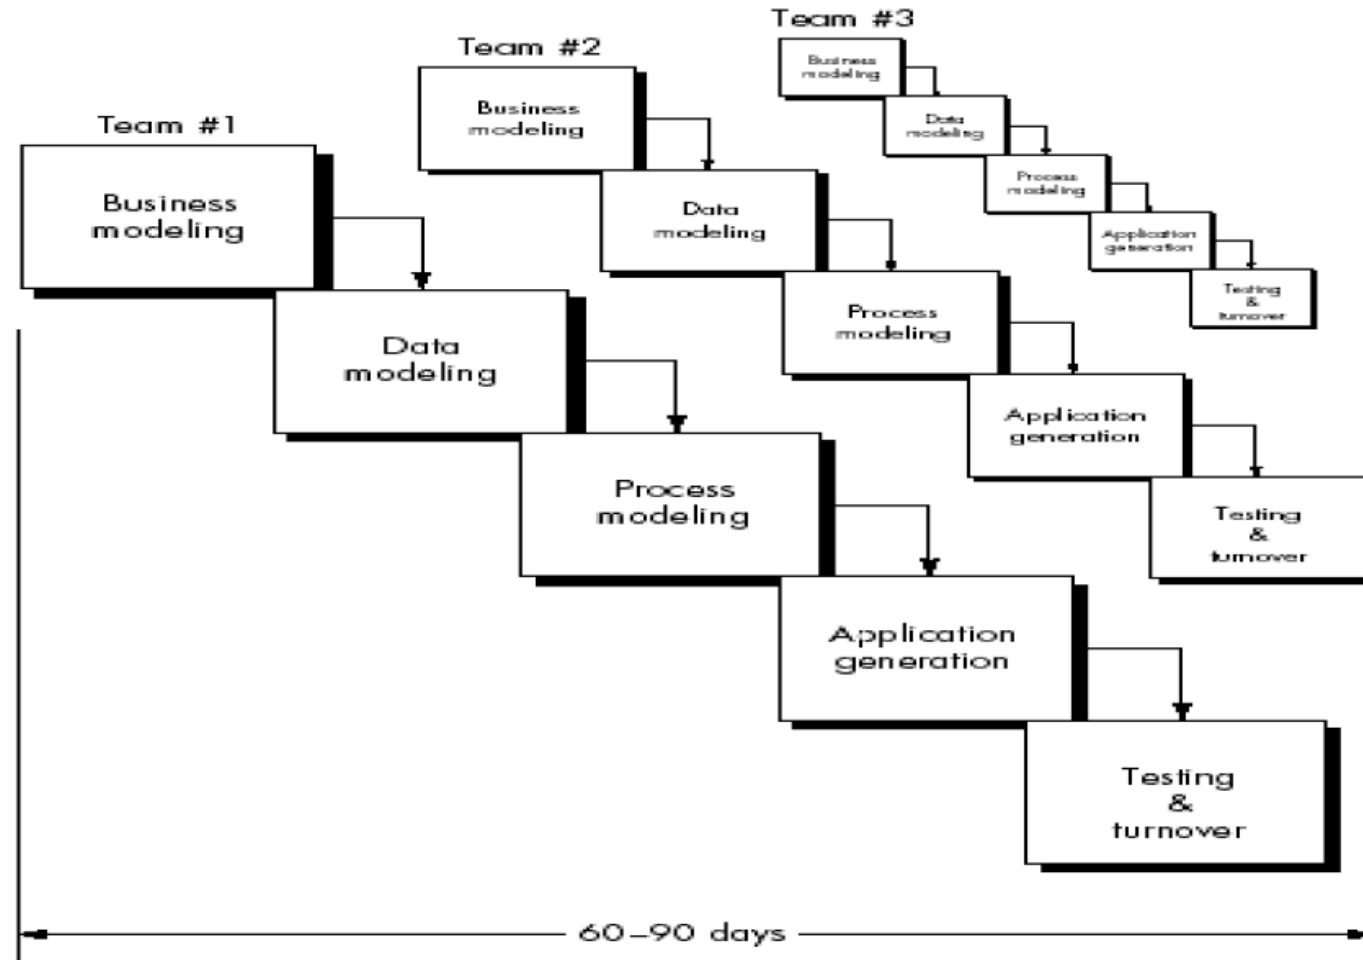 Team #1
Business
modeling
Data
modeling
Process
modeling
Application
generation
Testing
&
turnover
Team #2
Business
modeling
Data
modeling
Process
modeling
Application
generation
Testing
&
turnover
Team #3
Business
modeling
Data
modeling
Process
modeling
Application
generation
Testing
&
turnover
60–90 days